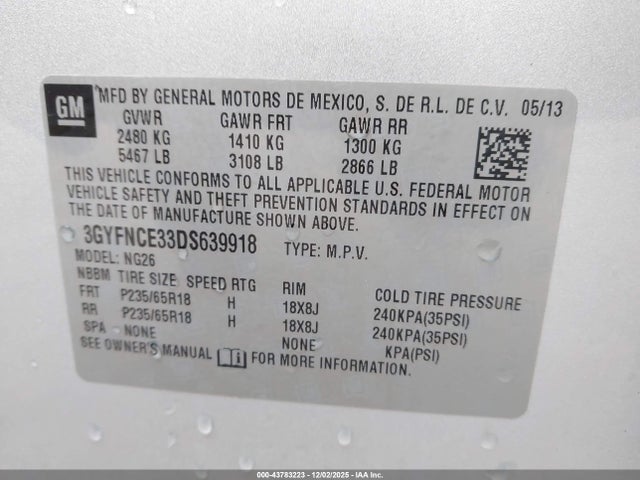 GM MFD BY GENERAL MOTORS DE MEXICO, S. DE R.L. DE C.V. 05/13
GVWR GAWR FRT GAWR RR
2480 KG 1410 KG 1300 KG
5467 LB 3108 LB 2866 LB
THIS VEHICLE CONFORMS TO ALL APPLICABLE U.S. FEDERAL MOTOR
VEHICLE SAFETY AND THEFT PREVENTION STANDARDS IN EFFECT ON
THE DATE OF MANUFACTURE SHOWN ABOVE.
3GYFNCE33DS639918 TYPE: M.P.V.
MODEL: NG26
NBBM TIRE SIZE SPEED RTG RIM COLD TIRE PRESSURE
FRT P235/65R18 H 18X8J 240KPA(35PSI)
RR P235/65R18 H 18X8J 240KPA(35PSI)
SPA NONE NONE KPA(PSI)
SEE OWNER'S MANUAL FOR MORE INFORMATION.
000-43783223 - 12/02/2025 - IAA Inc.